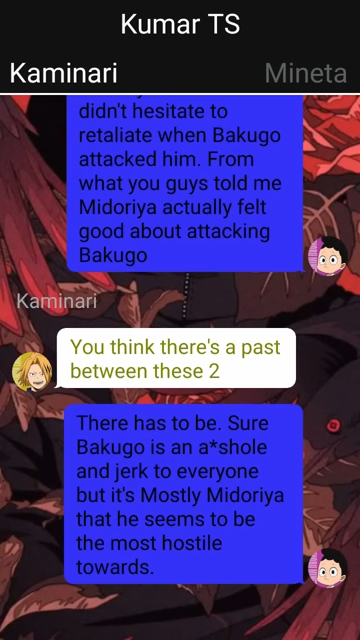 Kumar TS
Kaminari
Mineta
didn't hesitate to
retaliate when Bakugo
attacked him. From
what you guys told me
Midoriya actually felt
good about attacking
Bakugo
Kaminari
You think there's a past
between these 2
There has to be. Sure
Bakugo is an a*shole
and jerk to everyone
but it's Mostly Midoriya
that he seems to be
the most hostile
towards.